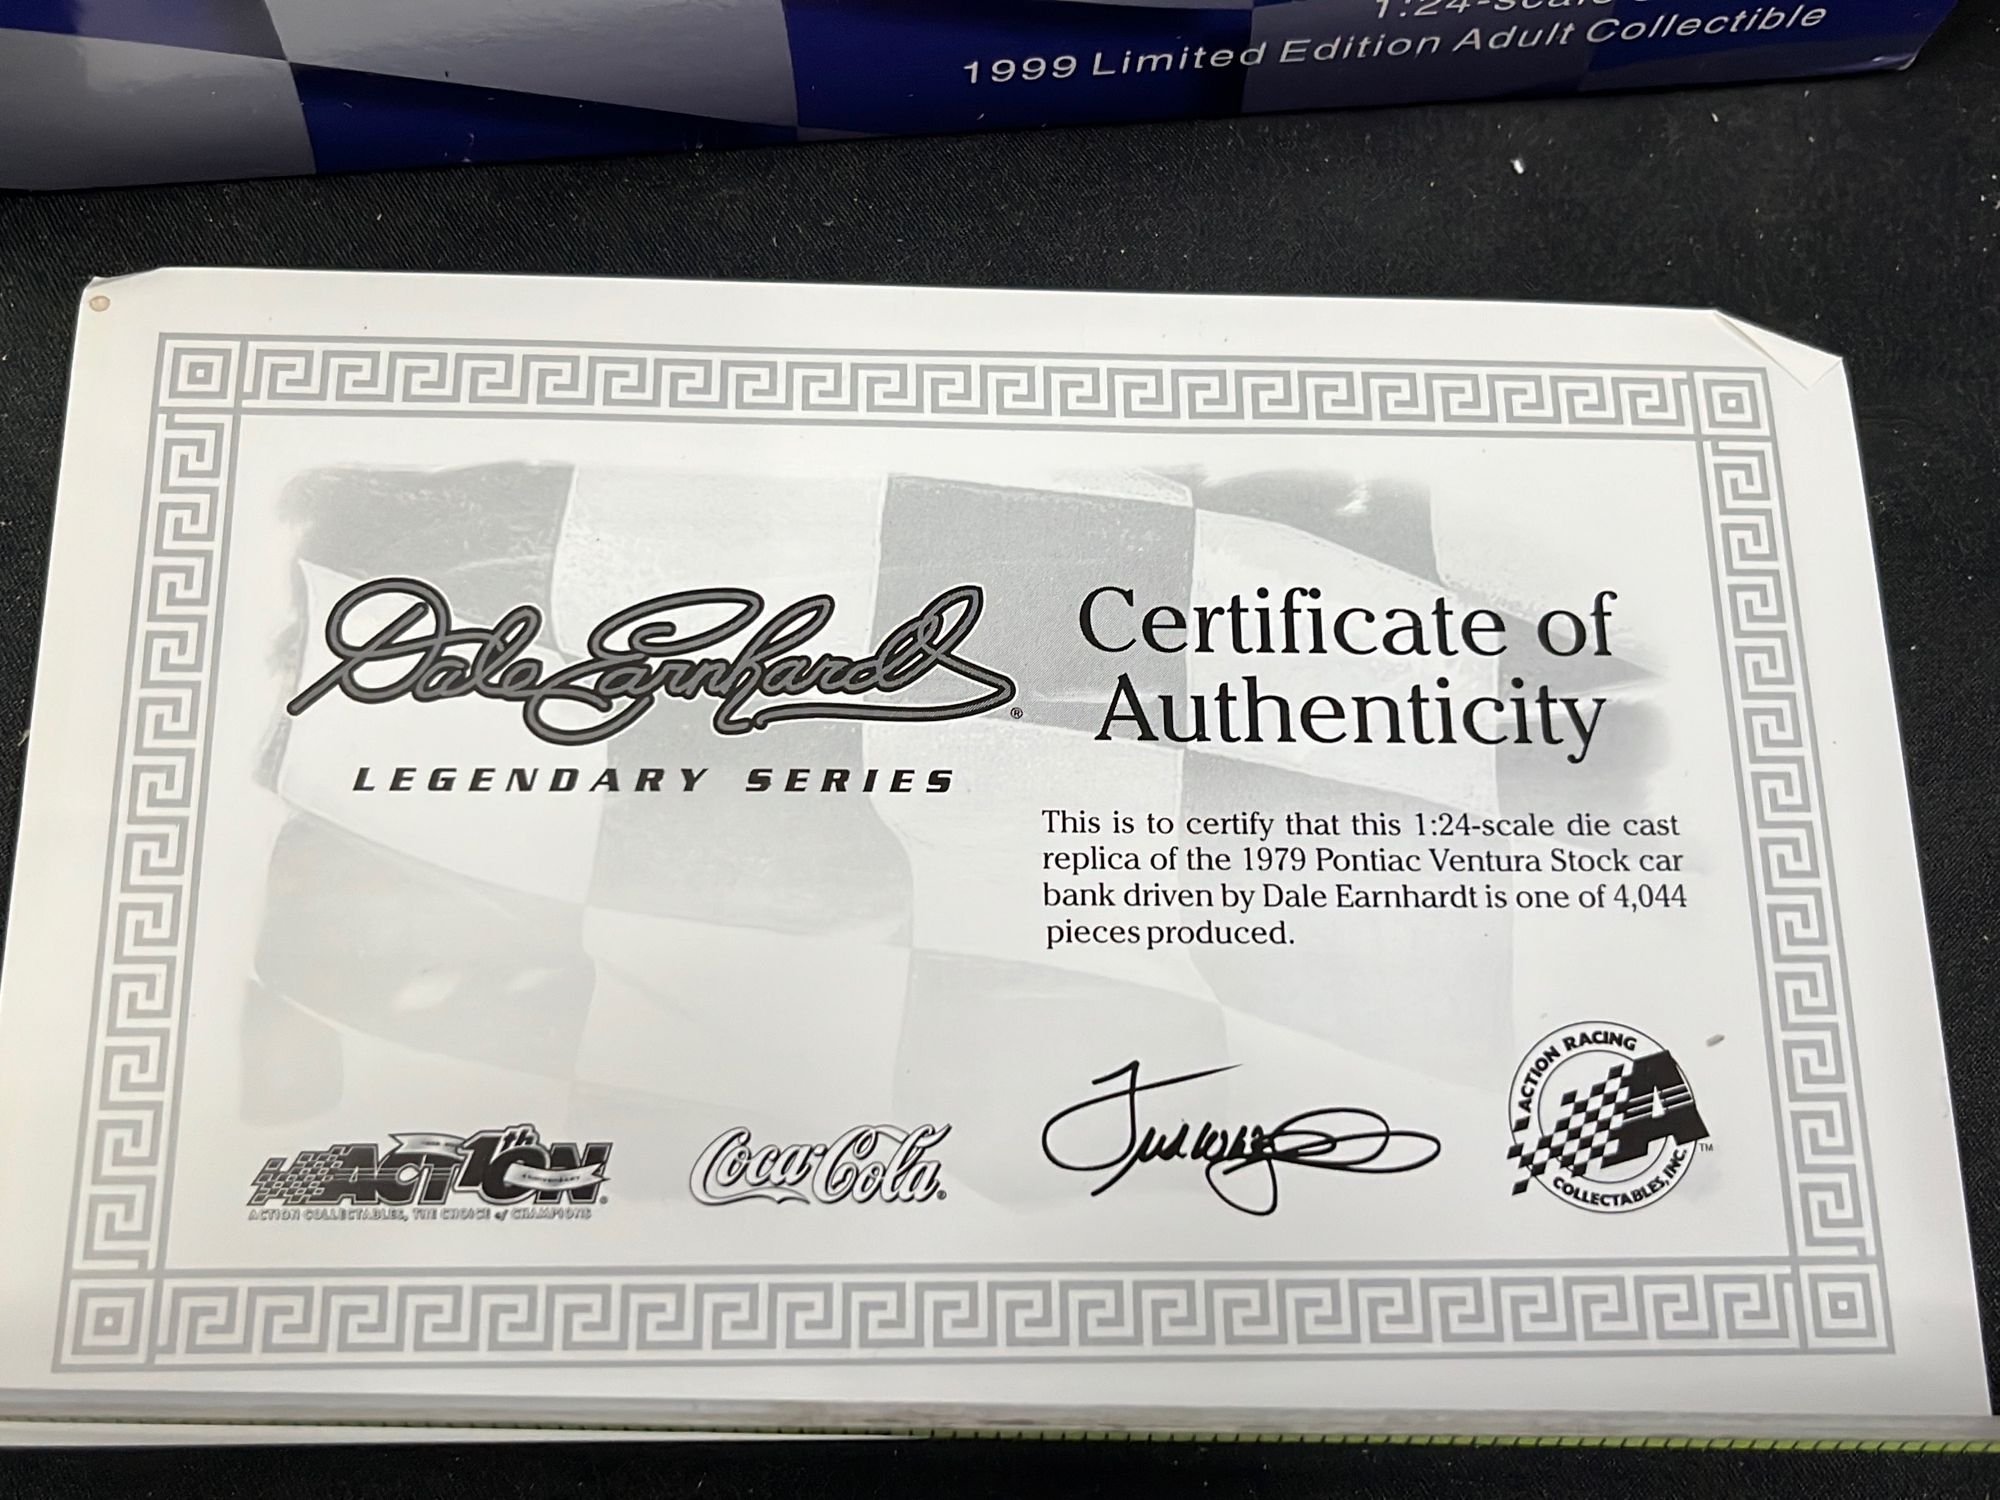 1999 Limited Edition Adult Collectible
Dale Earnhardt®
LEGENDARY SERIES
Certificate of
Authenticity
This is to certify that this 1:24-scale die cast
replica of the 1979 Pontiac Ventura Stock car
bank driven by Dale Earnhardt is one of 4,044
pieces produced.
ACTION 10th
ACTION COLLECTABLES, THE CHOICE of CHAMPIONS
Coca-Cola®
ACTION RACING
COLLECTABLES, INC.
TM